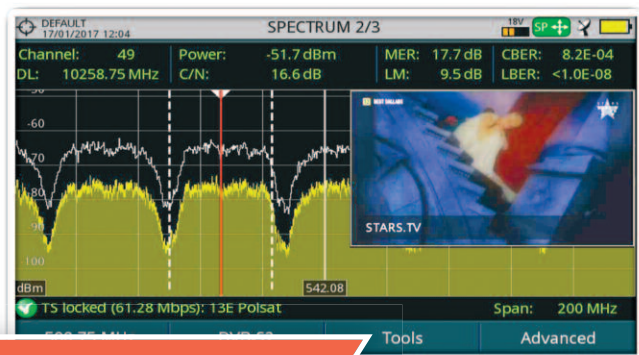 DEFAULT
17/01/2017 12:04
SPECTRUM 2/3
18V
SP
Channel: 49
Power: -51.7 dBm
MER: 17.7 dB
CBER: 8.2E-04
DL: 10258.75 MHz
C/N: 16.6 dB
LM: 9.5 dB
LBER: <1.0E-08
-60
-70
-80
-90
-100
BEST BALLADS
STARS.TV
dBm
542.08
TS locked (61.28 Mbps): 13E Polsat
Span: 200 MHz
Tools
Advanced